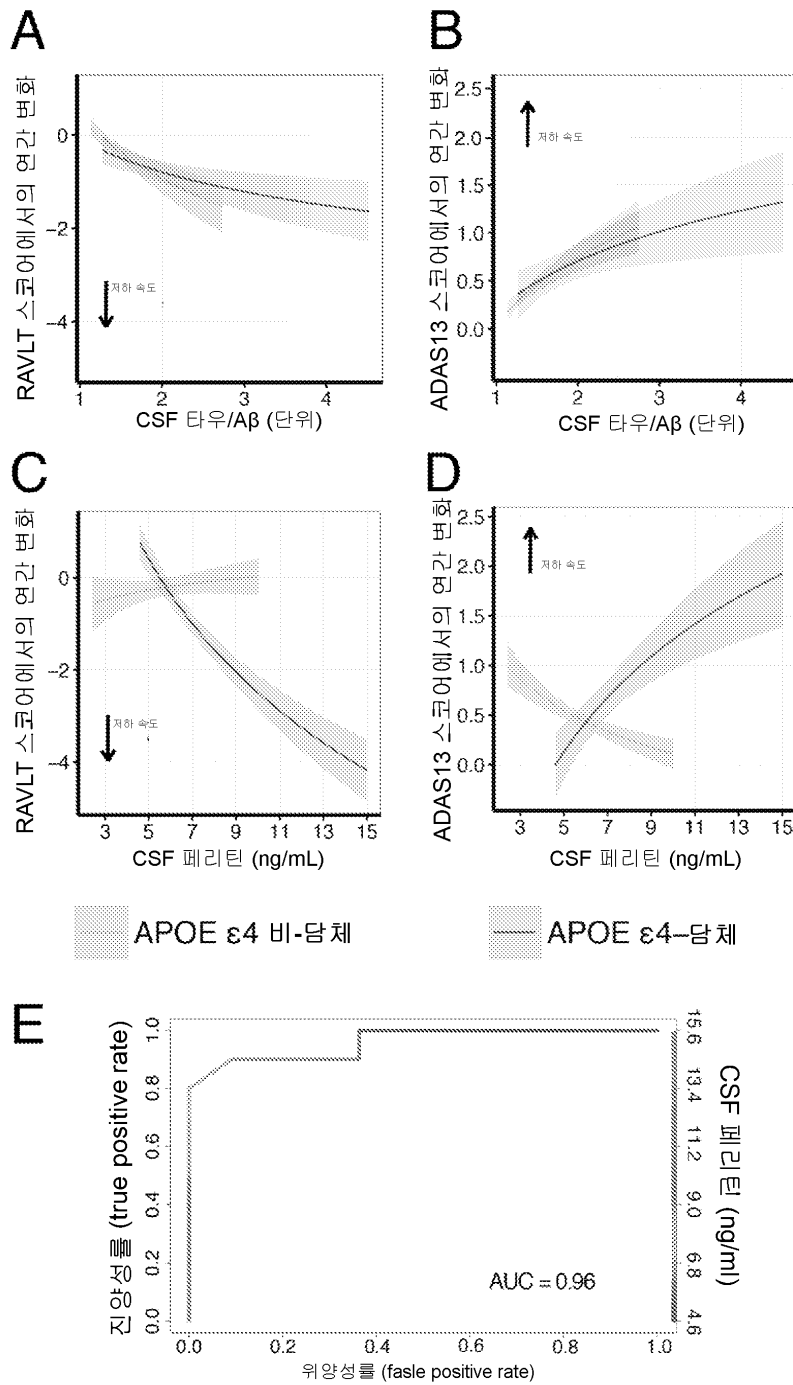 A
RAVLT 스코어에서의 연간 변화
0
−2
−4
저하 속도
1 2 3 4
CSF 타우/Aβ (단위)
B
ADAS13 스코어에서의 연간 변화
2.5
2.0
1.5
1.0
0.5
0.0
저하 속도
1 2 3 4
CSF 타우/Aβ (단위)
C
RAVLT 스코어에서의 연간 변화
0
−2
−4
저하 속도
3 5 7 9 11 13 15
CSF 페리틴 (ng/mL)
D
ADAS13 스코어에서의 연간 변화
2.5
2.0
1.5
1.0
0.5
0.0
저하 속도
3 5 7 9 11 13 15
CSF 페리틴 (ng/mL)
APOE ε4 비-담체
APOE ε4–담체
E
진양성률 (true positive rate)
1.0
0.8
0.6
0.4
0.2
0.0
AUC = 0.96
15.6
13.4
11.2
9.0
6.8
4.6
CSF 페리틴 (ng/ml)
0.0 0.2 0.4 0.6 0.8 1.0
위양성률 (fasle positive rate)